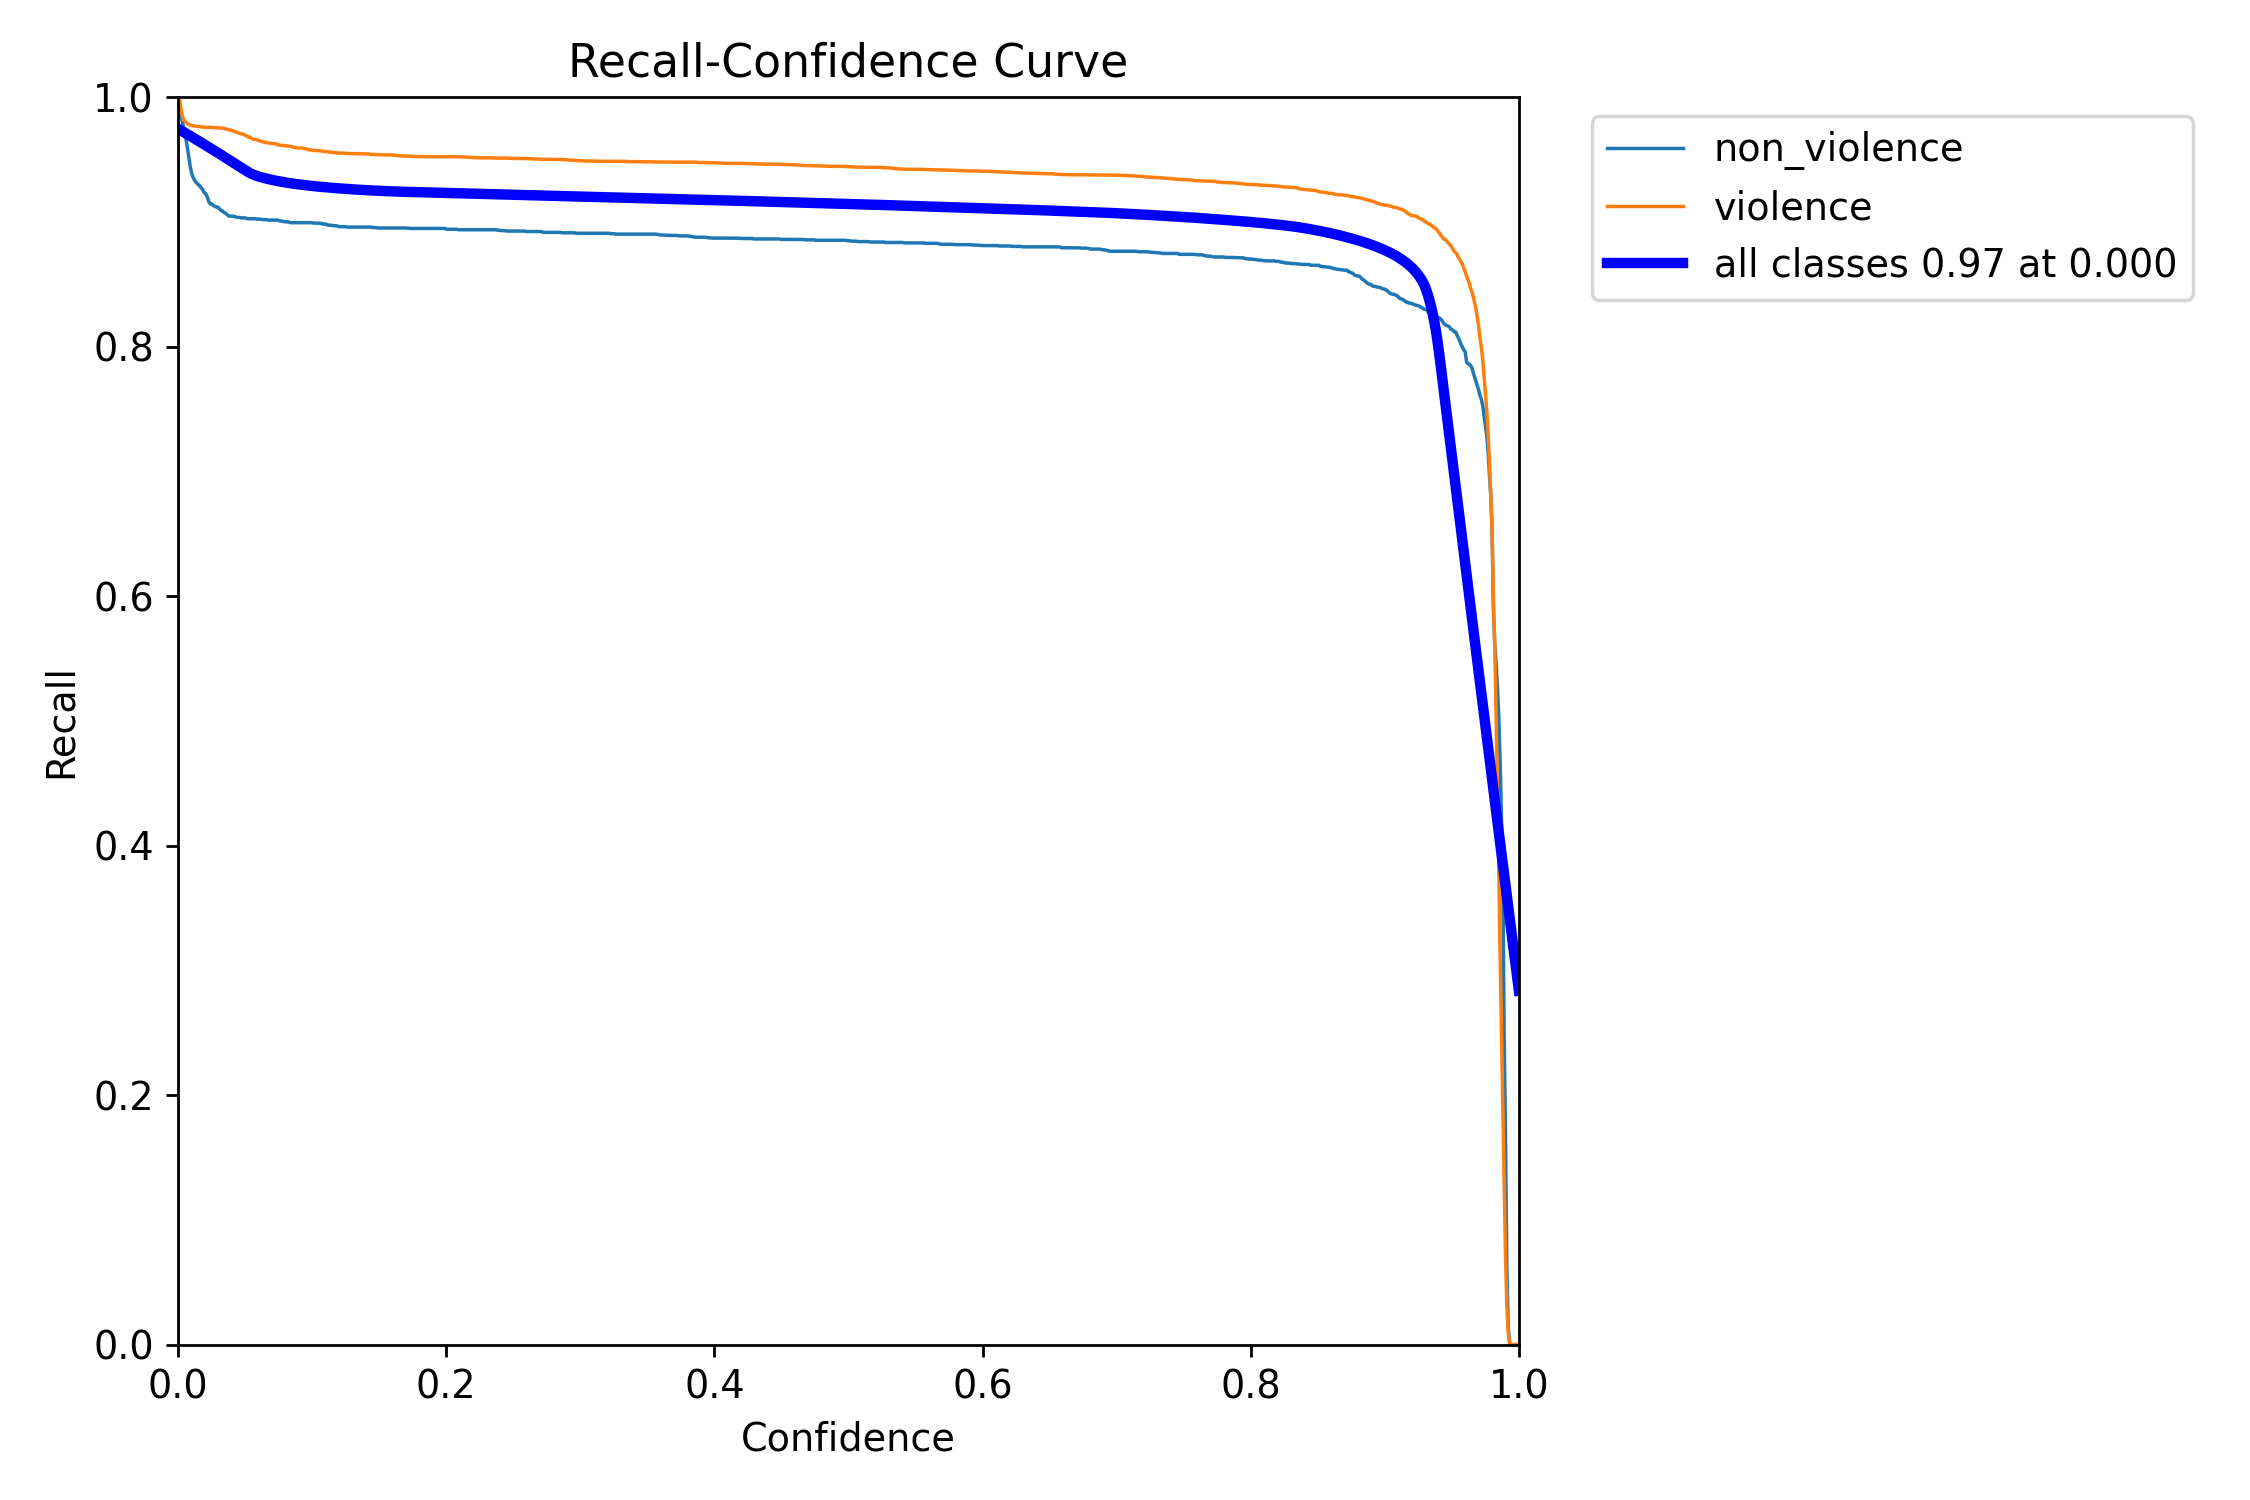 Recall-Confidence Curve
1.0
0.8
0.6
0.4
0.2
0.0
Recall
0.0 0.2 0.4 0.6 0.8 1.0
Confidence
non_violence
violence
all classes 0.97 at 0.000